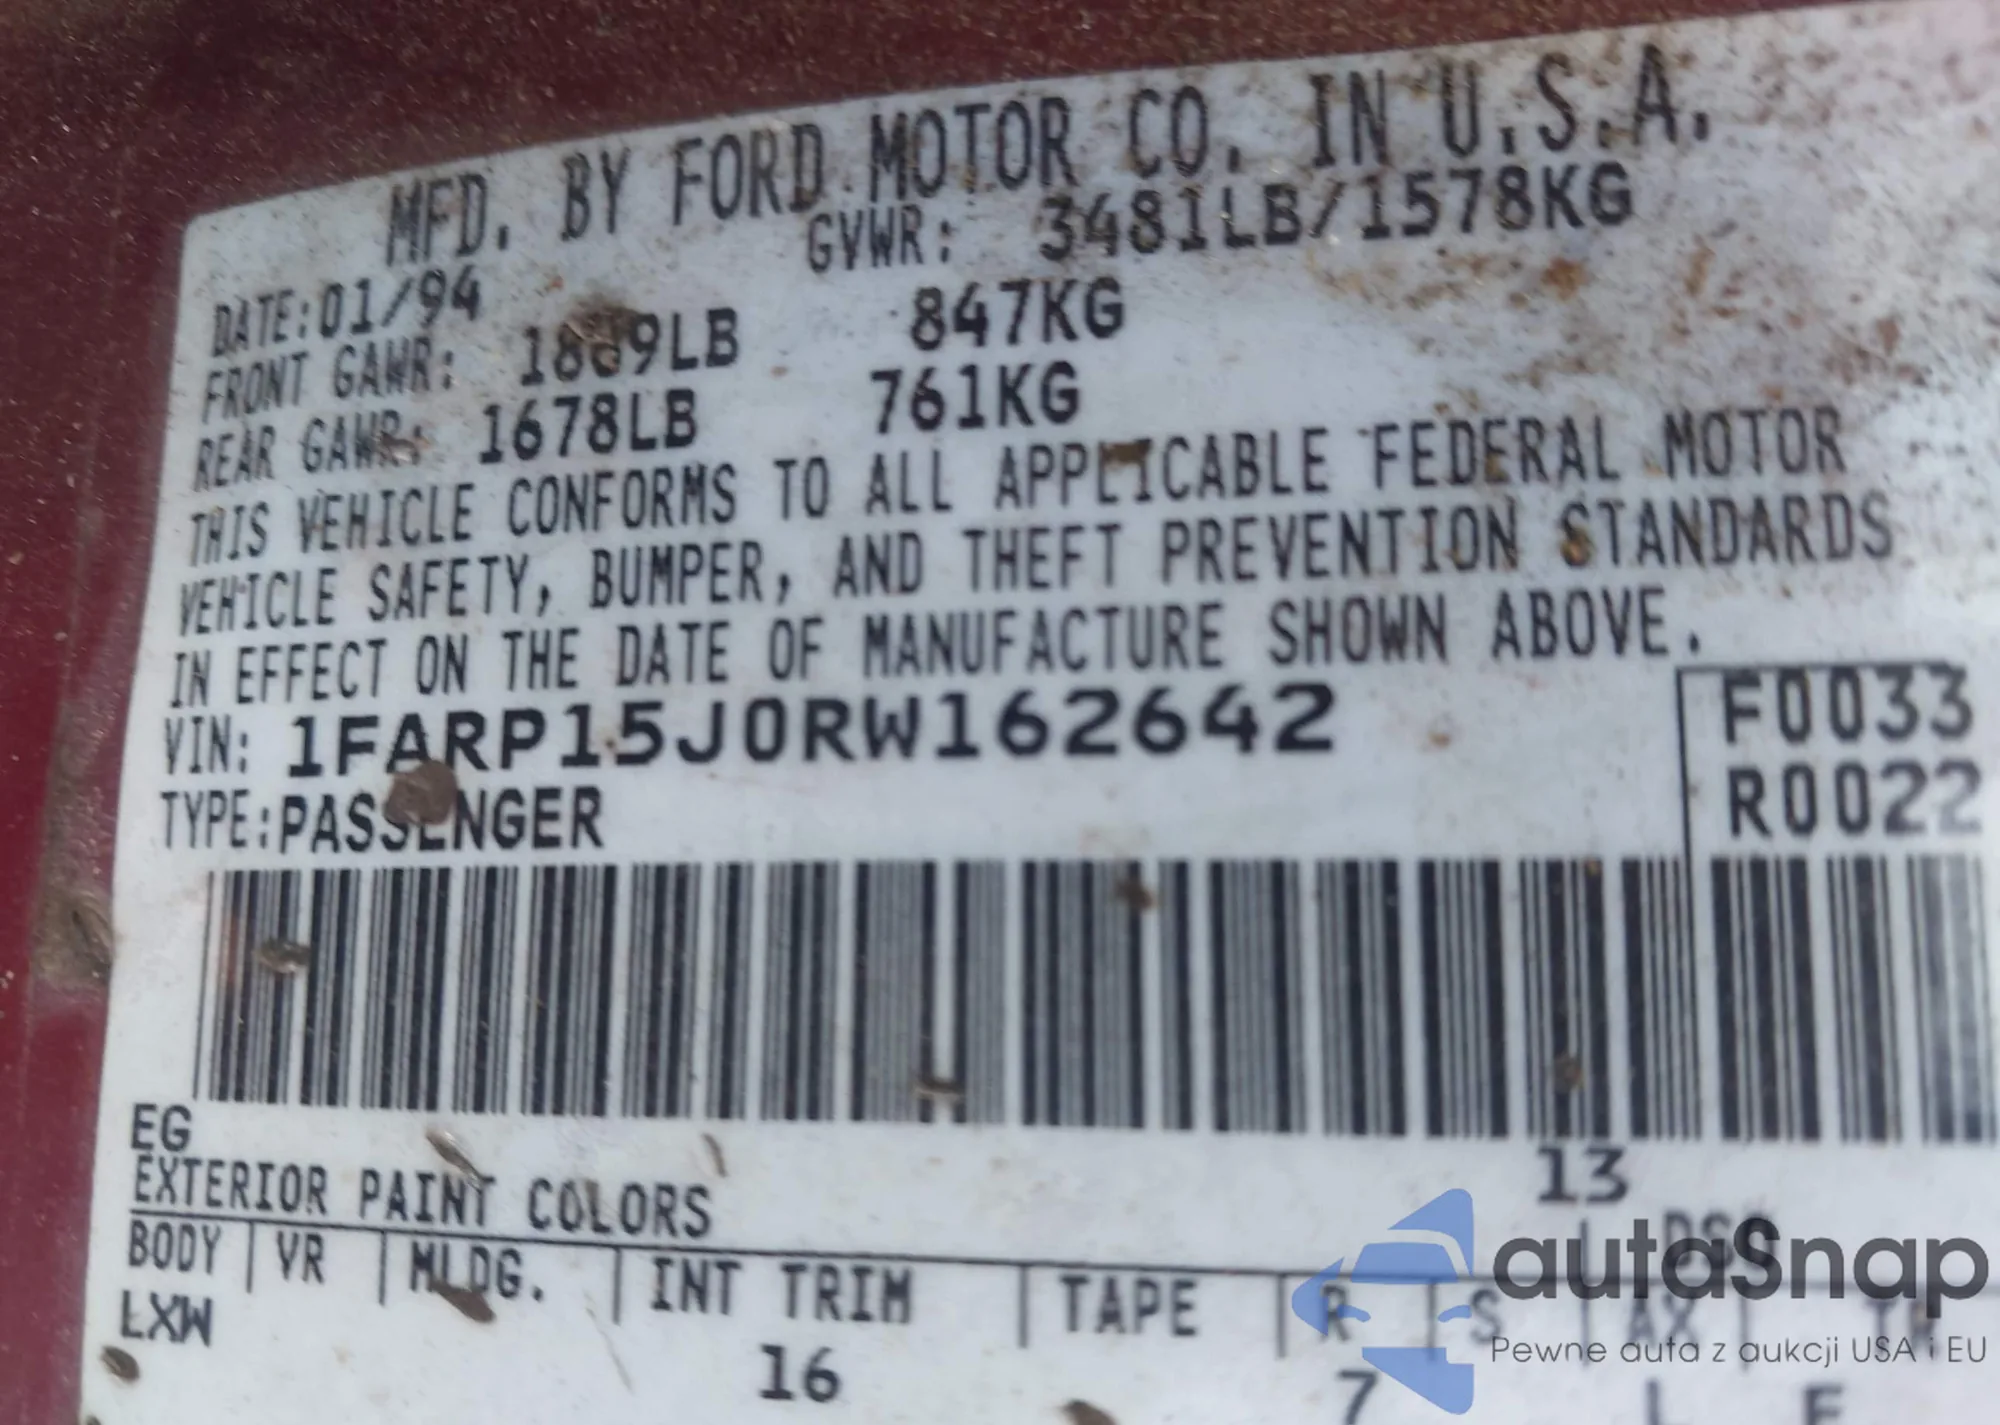 MFD. BY FORD MOTOR CO. IN U.S.A.
DATE:01/94 GVWR: 3481LB/1578KG
FRONT GAWR: 1869LB 847KG
REAR GAWR: 1678LB 761KG
THIS VEHICLE CONFORMS TO ALL APPLICABLE FEDERAL MOTOR
VEHICLE SAFETY, BUMPER, AND THEFT PREVENTION STANDARDS
IN EFFECT ON THE DATE OF MANUFACTURE SHOWN ABOVE.
VIN: 1FARP15J0RW162642 F0033
TYPE:PASSENGER R0022
EG 13
EXTERIOR PAINT COLORS DSO
BODY VR MLDG. INT TRIM TAPE R S AX TR
LXW 16 7 L F
autaSnap
Pewne auta z aukcji USA i EU